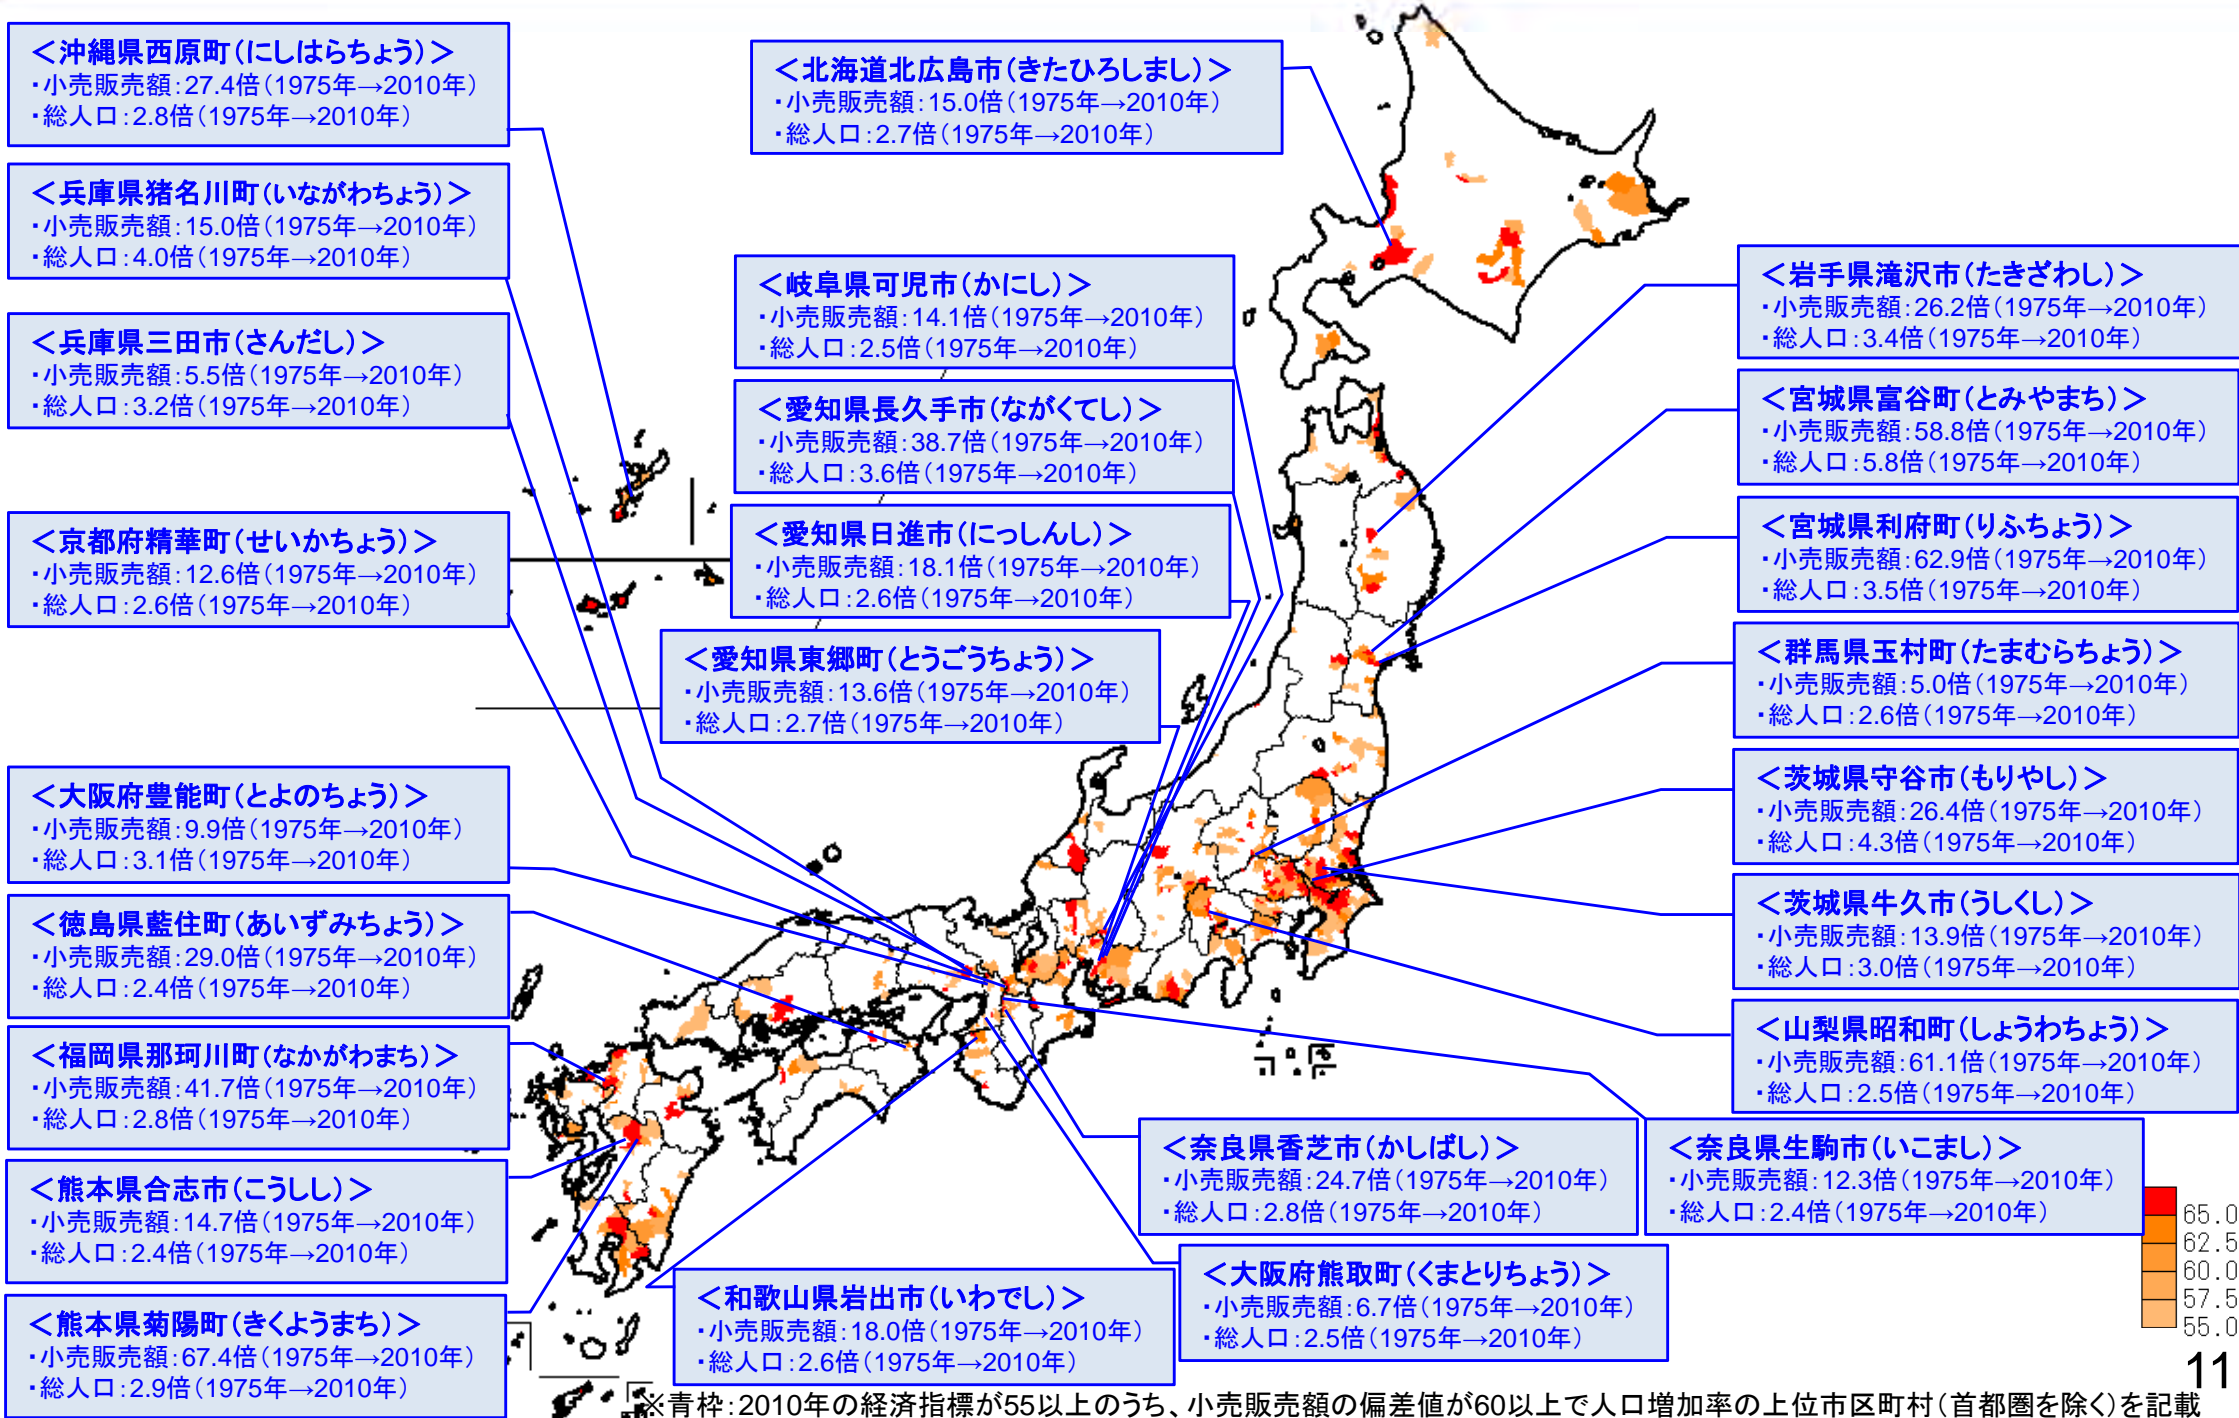 ＜沖縄県西原町(にしはらちょう)＞
・小売販売額：27.4倍（1975年→2010年）
・総人口：2.8倍（1975年→2010年）
＜兵庫県猪名川町(いながわちょう)＞
・小売販売額：15.0倍（1975年→2010年）
・総人口：4.0倍（1975年→2010年）
＜兵庫県三田市(さんだし)＞
・小売販売額：5.5倍（1975年→2010年）
・総人口：3.2倍（1975年→2010年）
＜京都府精華町(せいかちょう)＞
・小売販売額：12.6倍（1975年→2010年）
・総人口：2.6倍（1975年→2010年）
＜大阪府豊能町(とよのちょう)＞
・小売販売額：9.9倍（1975年→2010年）
・総人口：3.1倍（1975年→2010年）
＜徳島県藍住町(あいずみちょう)＞
・小売販売額：29.0倍（1975年→2010年）
・総人口：2.4倍（1975年→2010年）
＜福岡県那珂川町(なかがわまち)＞
・小売販売額：41.7倍（1975年→2010年）
・総人口：2.8倍（1975年→2010年）
＜熊本県合志市(こうしし)＞
・小売販売額：14.7倍（1975年→2010年）
・総人口：2.4倍（1975年→2010年）
＜熊本県菊陽町(きくようまち)＞
・小売販売額：67.4倍（1975年→2010年）
・総人口：2.9倍（1975年→2010年）
＜北海道北広島市(きたひろしまし)＞
・小売販売額：15.0倍（1975年→2010年）
・総人口：2.7倍（1975年→2010年）
＜岐阜県可児市(かにし)＞
・小売販売額：14.1倍（1975年→2010年）
・総人口：2.5倍（1975年→2010年）
＜愛知県長久手市(ながくてし)＞
・小売販売額：38.7倍（1975年→2010年）
・総人口：3.6倍（1975年→2010年）
＜愛知県日進市(にっしんし)＞
・小売販売額：18.1倍（1975年→2010年）
・総人口：2.6倍（1975年→2010年）
＜愛知県東郷町(とうごうちょう)＞
・小売販売額：13.6倍（1975年→2010年）
・総人口：2.7倍（1975年→2010年）
＜岩手県滝沢市(たきざわし)＞
・小売販売額：26.2倍（1975年→2010年）
・総人口：3.4倍（1975年→2010年）
＜宮城県富谷町(とみやまち)＞
・小売販売額：58.8倍（1975年→2010年）
・総人口：5.8倍（1975年→2010年）
＜宮城県利府町(りふちょう)＞
・小売販売額：62.9倍（1975年→2010年）
・総人口：3.5倍（1975年→2010年）
＜群馬県玉村町(たまむらちょう)＞
・小売販売額：5.0倍（1975年→2010年）
・総人口：2.6倍（1975年→2010年）
＜茨城県守谷市(もりやし)＞
・小売販売額：26.4倍（1975年→2010年）
・総人口：4.3倍（1975年→2010年）
＜茨城県牛久市(うしくし)＞
・小売販売額：13.9倍（1975年→2010年）
・総人口：3.0倍（1975年→2010年）
＜山梨県昭和町(しょうわちょう)＞
・小売販売額：61.1倍（1975年→2010年）
・総人口：2.5倍（1975年→2010年）
＜奈良県香芝市(かしばし)＞
・小売販売額：24.7倍（1975年→2010年）
・総人口：2.8倍（1975年→2010年）
＜奈良県生駒市(いこまし)＞
・小売販売額：12.3倍（1975年→2010年）
・総人口：2.4倍（1975年→2010年）
＜大阪府熊取町(くまとりちょう)＞
・小売販売額：6.7倍（1975年→2010年）
・総人口：2.5倍（1975年→2010年）
＜和歌山県岩出市(いわでし)＞
・小売販売額：18.0倍（1975年→2010年）
・総人口：2.6倍（1975年→2010年）
65.0
62.5
60.0
57.5
55.0
11
※青枠：2010年の経済指標が55以上のうち、小売販売額の偏差値が60以上で人口増加率の上位市区町村（首都圏を除く）を記載